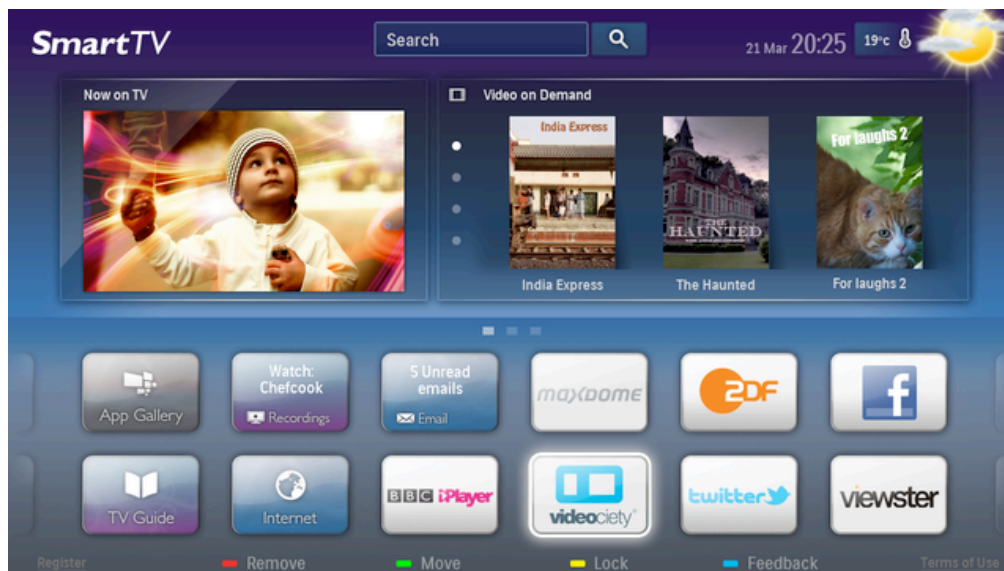 SmartTV
Search
21 Mar 20:25
19°c
Now on TV
Video on Demand
India Express
THE
HAUNTED
For laughs 2
India Express
The Haunted
For laughs 2
App Gallery
Watch:
Chefcook
Recordings
5 Unread
emails
Email
maxdome
2DF
f
TV Guide
Internet
BBC iPlayer
videociety
twitter
viewster
Register
Remove
Move
Lock
Feedback
Terms of Use